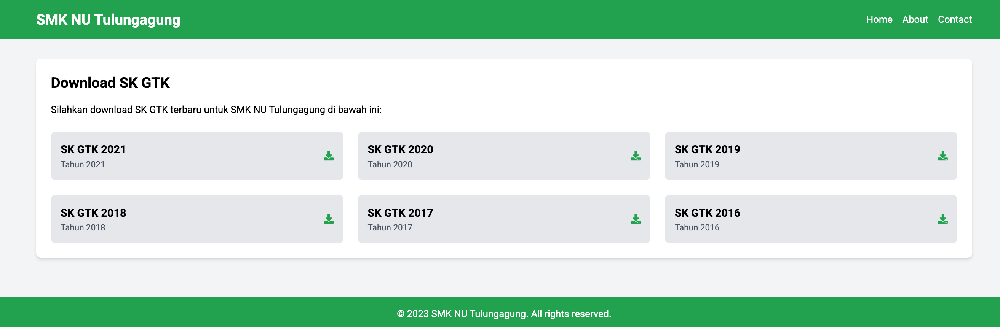 SMK NU Tulungagung
Home About Contact
Download SK GTK
Silahkan download SK GTK terbaru untuk SMK NU Tulungagung di bawah ini:
SK GTK 2021
Tahun 2021
SK GTK 2020
Tahun 2020
SK GTK 2019
Tahun 2019
SK GTK 2018
Tahun 2018
SK GTK 2017
Tahun 2017
SK GTK 2016
Tahun 2016
© 2023 SMK NU Tulungagung. All rights reserved.